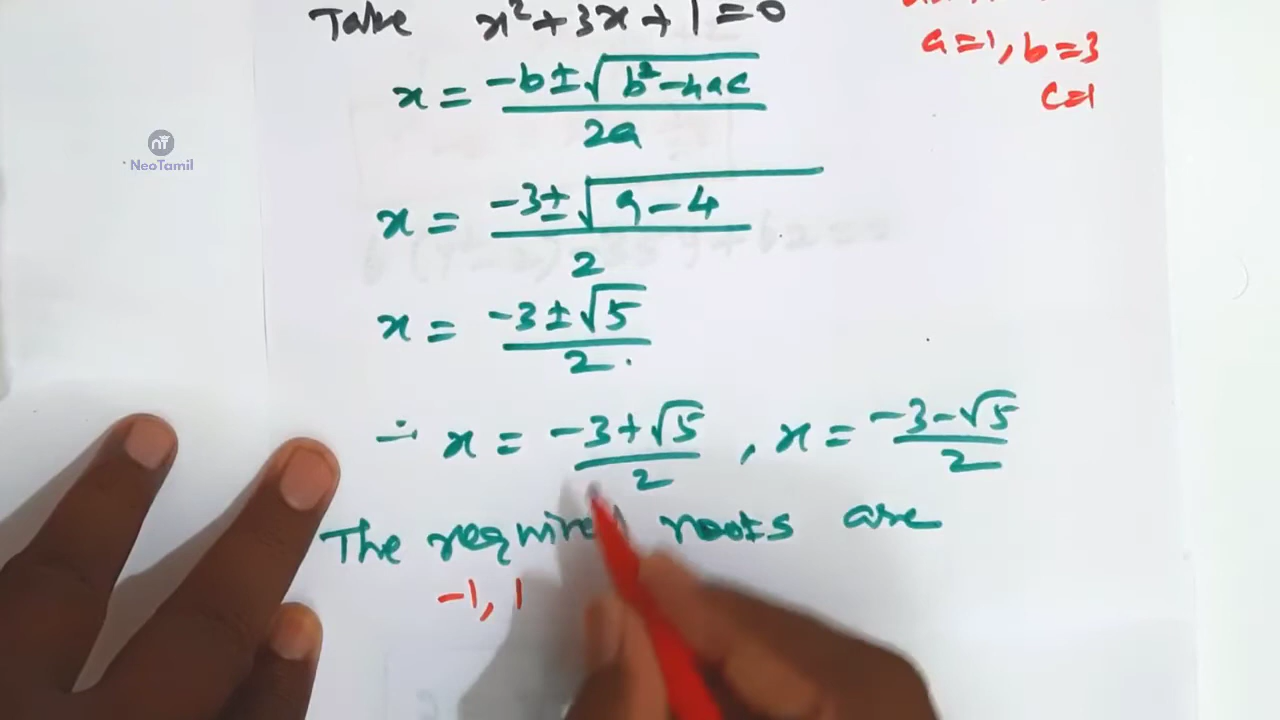 Take x²+3x+1=0
a=1, b=3
c=1
x = -b±√b²-4ac / 2a
NT
NeoTamil
x = -3±√9-4 / 2
x = -3±√5 / 2.
∴ x = -3+√5 / 2 , x = -3-√5 / 2
The required roots are
-1, 1